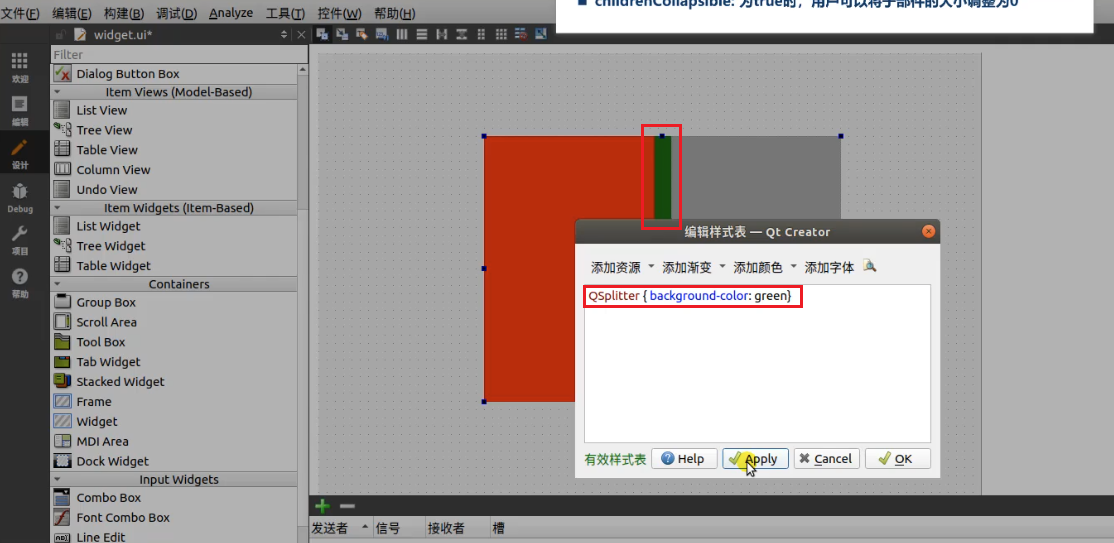 ■ childrenCollapsible: 为true的，用户可以将子部件的大小调整为0
文件(F) 编辑(E) 构建(B) 调试(D) Analyze 工具(T) 控件(W) 帮助(H)
widget.ui*
Filter
欢迎
编辑
设计
Debug
项目
帮助
Dialog Button Box
Item Views (Model-Based)
List View
Tree View
Table View
Column View
Undo View
Item Widgets (Item-Based)
List Widget
Tree Widget
Table Widget
Containers
Group Box
Scroll Area
Tool Box
Tab Widget
Stacked Widget
Frame
Widget
MDI Area
Dock Widget
Input Widgets
Combo Box
Font Combo Box
Line Edit
编辑样式表 — Qt Creator
添加资源 添加渐变 添加颜色 添加字体
QSplitter { background-color: green}
有效样式表 Help Apply Cancel OK
发送者 信号 接收者 槽